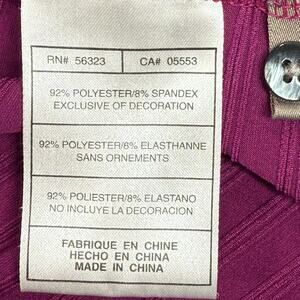 RN# 56323 CA# 05553
92% POLYESTER/8% SPANDEX
EXCLUSIVE OF DECORATION
92% POLYESTER/8% ELASTHANNE
SANS ORNEMENTS
92% POLIESTER/8% ELASTANO
NO INCLUYE LA DECORACION
FABRIQUE EN CHINE
HECHO EN CHINA
MADE IN CHINA